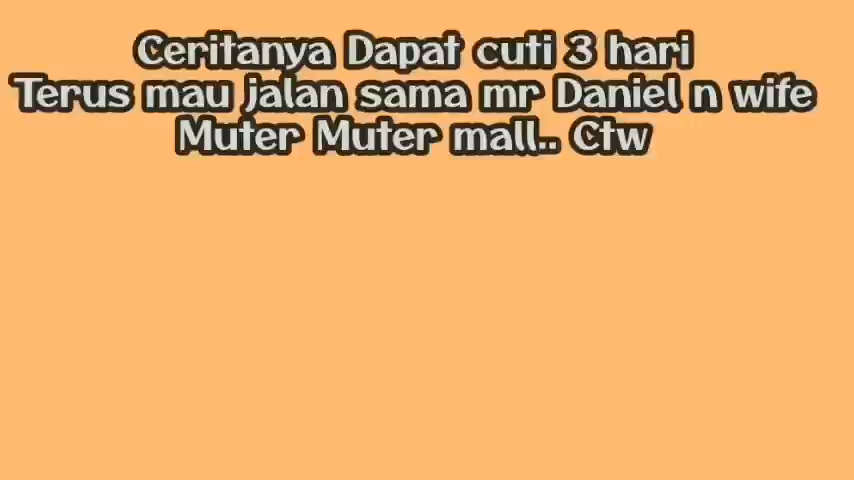 Ceritanya Dapat cuti 3 hari
Terus mau jalan sama mr Daniel n wife
Muter Muter mall.. Ctw